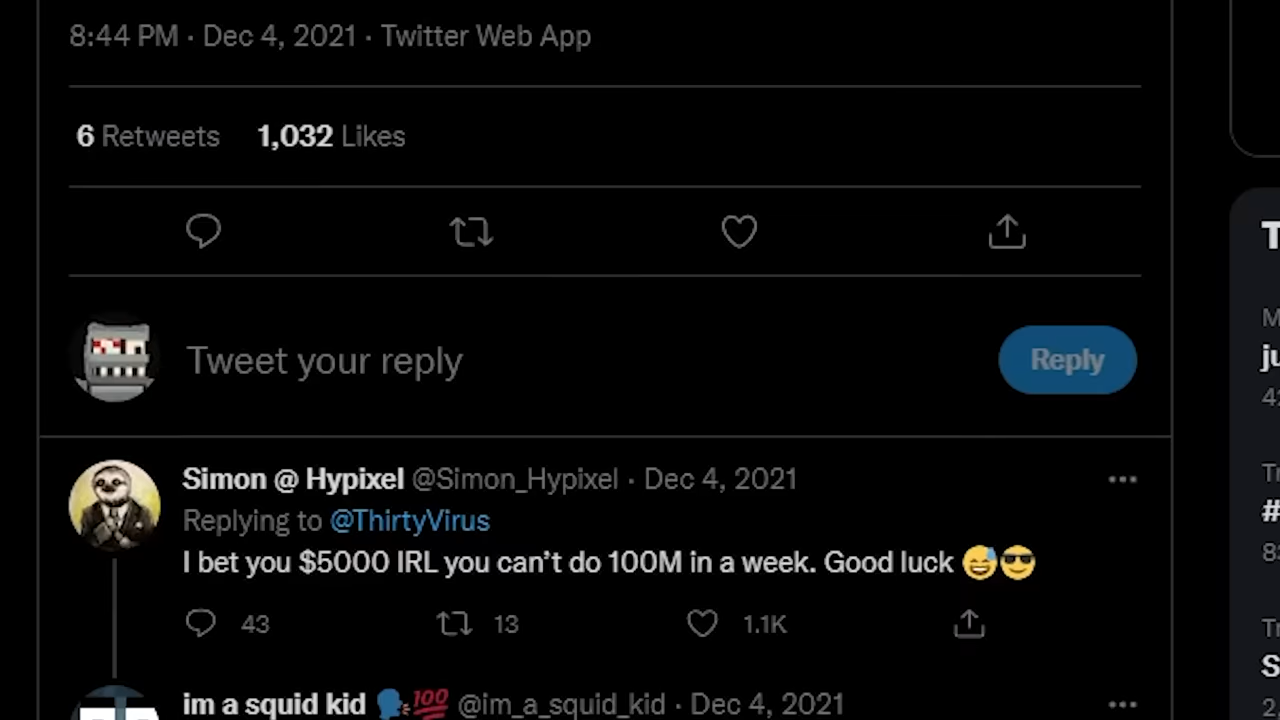 8:44 PM · Dec 4, 2021 · Twitter Web App
6 Retweets 1,032 Likes
Tweet your reply
Reply
Simon @ Hypixel @Simon_Hypixel · Dec 4, 2021
Replying to @ThirtyVirus
I bet you $5000 IRL you can't do 100M in a week. Good luck 😅😎
43 13 1.1K
im a squid kid 🗣💯 @im_a_squid_kid · Dec 4, 2021